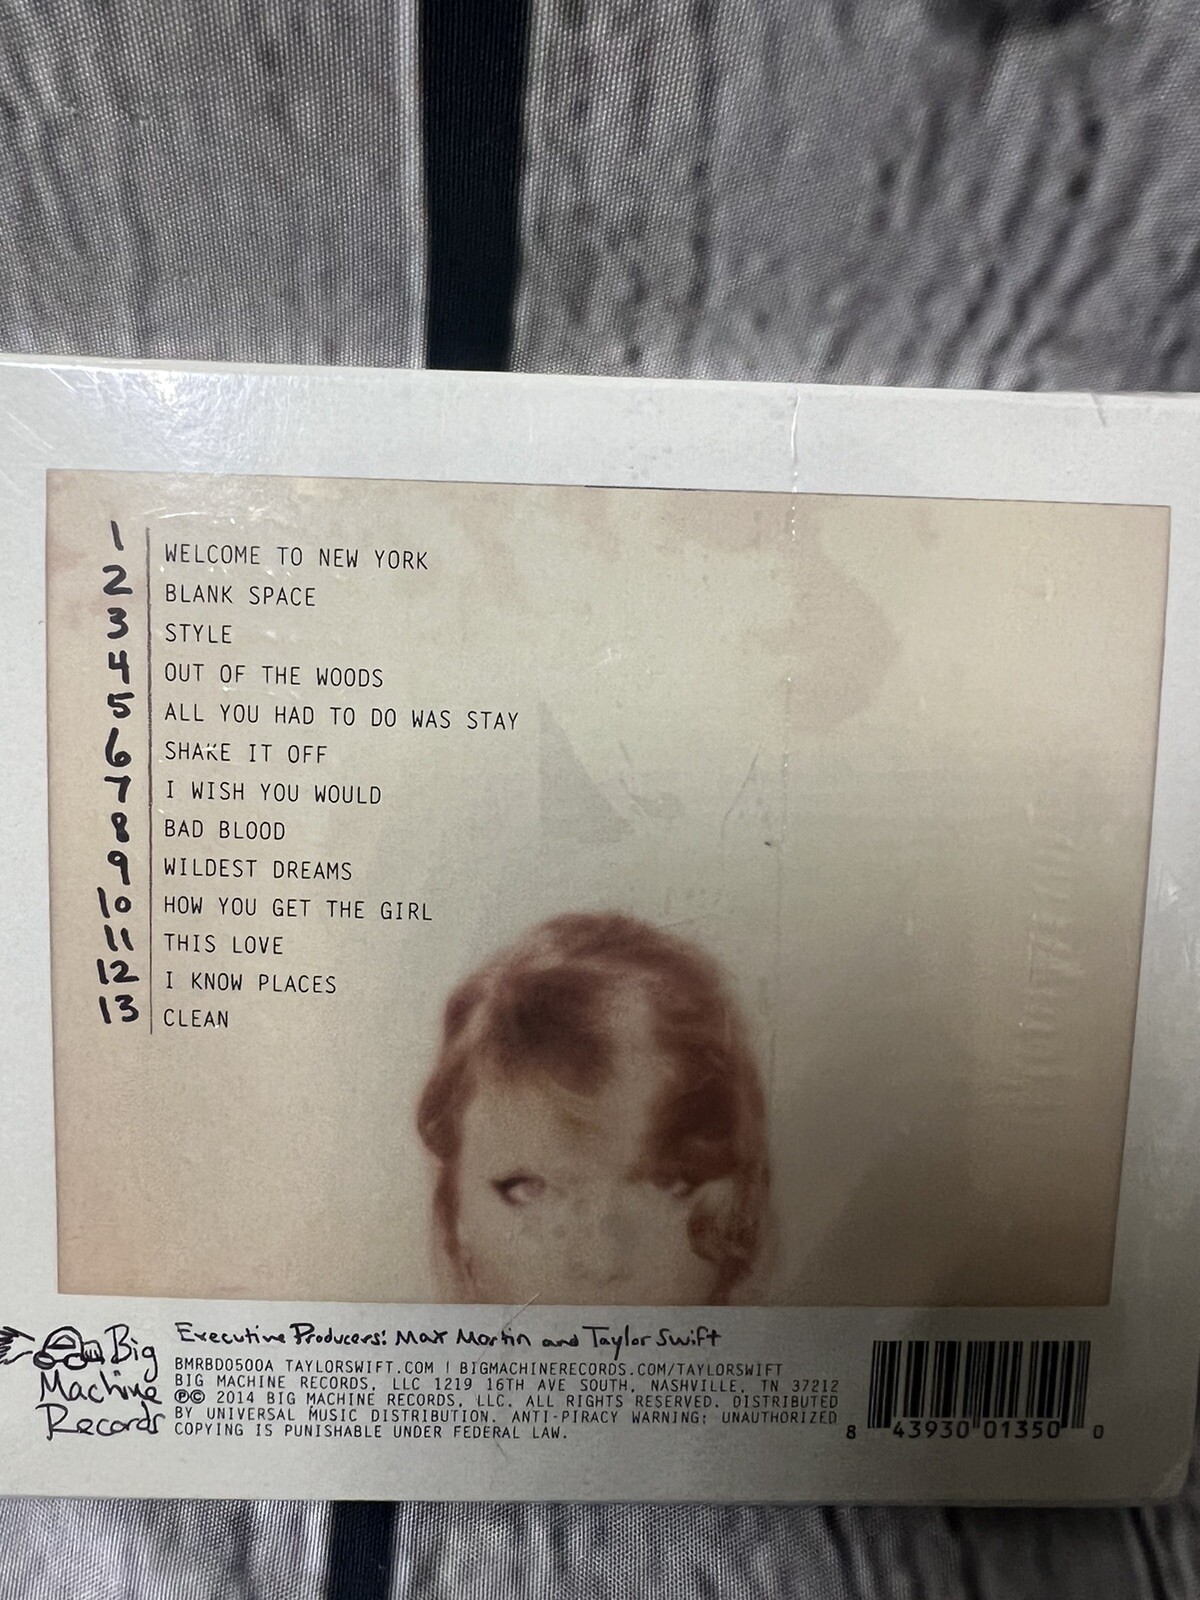 1 WELCOME TO NEW YORK
2 BLANK SPACE
3 STYLE
4 OUT OF THE WOODS
5 ALL YOU HAD TO DO WAS STAY
6 SHAKE IT OFF
7 I WISH YOU WOULD
8 BAD BLOOD
9 WILDEST DREAMS
10 HOW YOU GET THE GIRL
11 THIS LOVE
12 I KNOW PLACES
13 CLEAN
Big
Machine
Records
Executive Producers: Max Martin and Taylor Swift
BMRBD0500A TAYLORSWIFT.COM | BIGMACHINERECORDS.COM/TAYLORSWIFT
BIG MACHINE RECORDS, LLC 1219 16TH AVE SOUTH, NASHVILLE, TN 37212
℗© 2014 BIG MACHINE RECORDS, LLC. ALL RIGHTS RESERVED. DISTRIBUTED
BY UNIVERSAL MUSIC DISTRIBUTION. ANTI-PIRACY WARNING: UNAUTHORIZED
COPYING IS PUNISHABLE UNDER FEDERAL LAW.
8 43930 01350 0